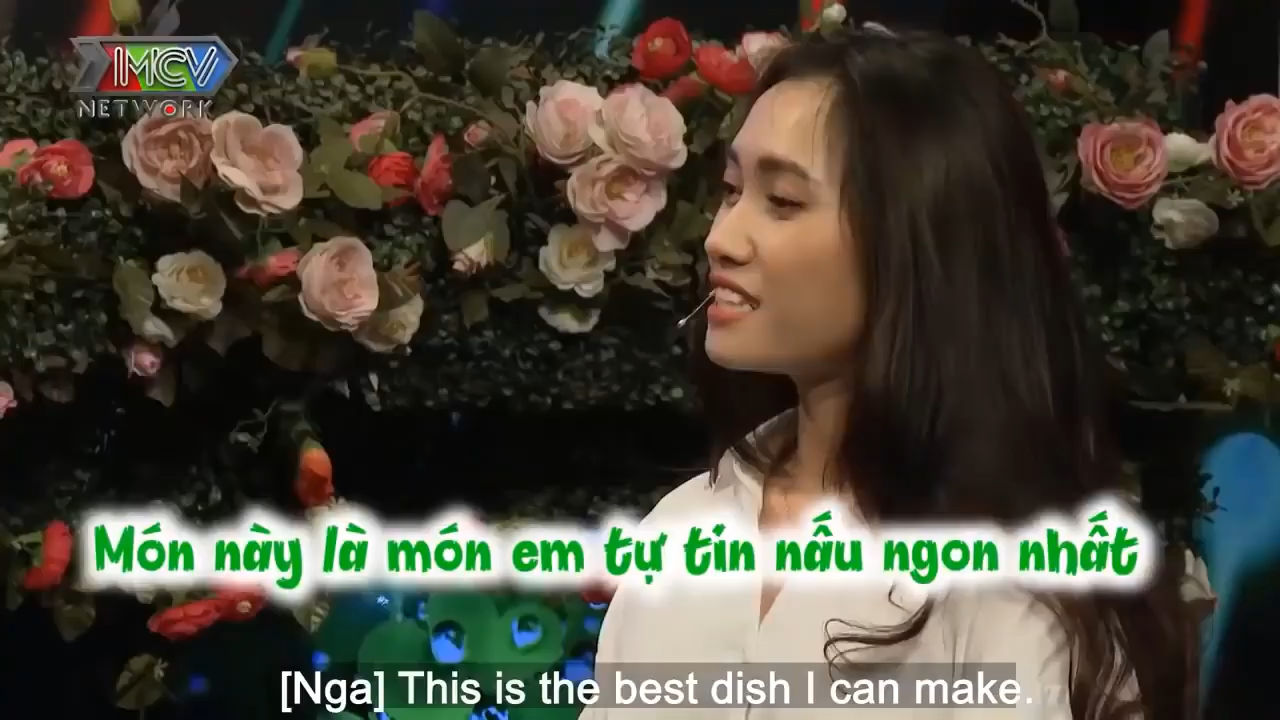 MCV
NETWORK
Món này là món em tự tin nấu ngon nhất
[Nga] This is the best dish I can make.